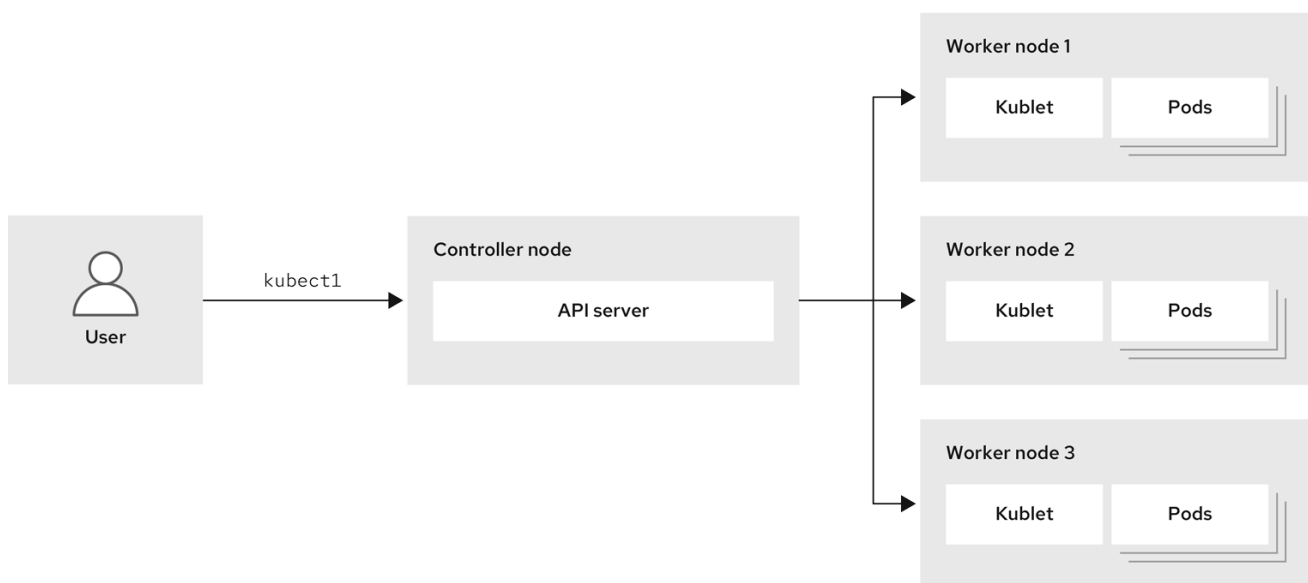 Worker node 1
Kublet
Pods
User
kubect1
Controller node
API server
Worker node 2
Kublet
Pods
Worker node 3
Kublet
Pods